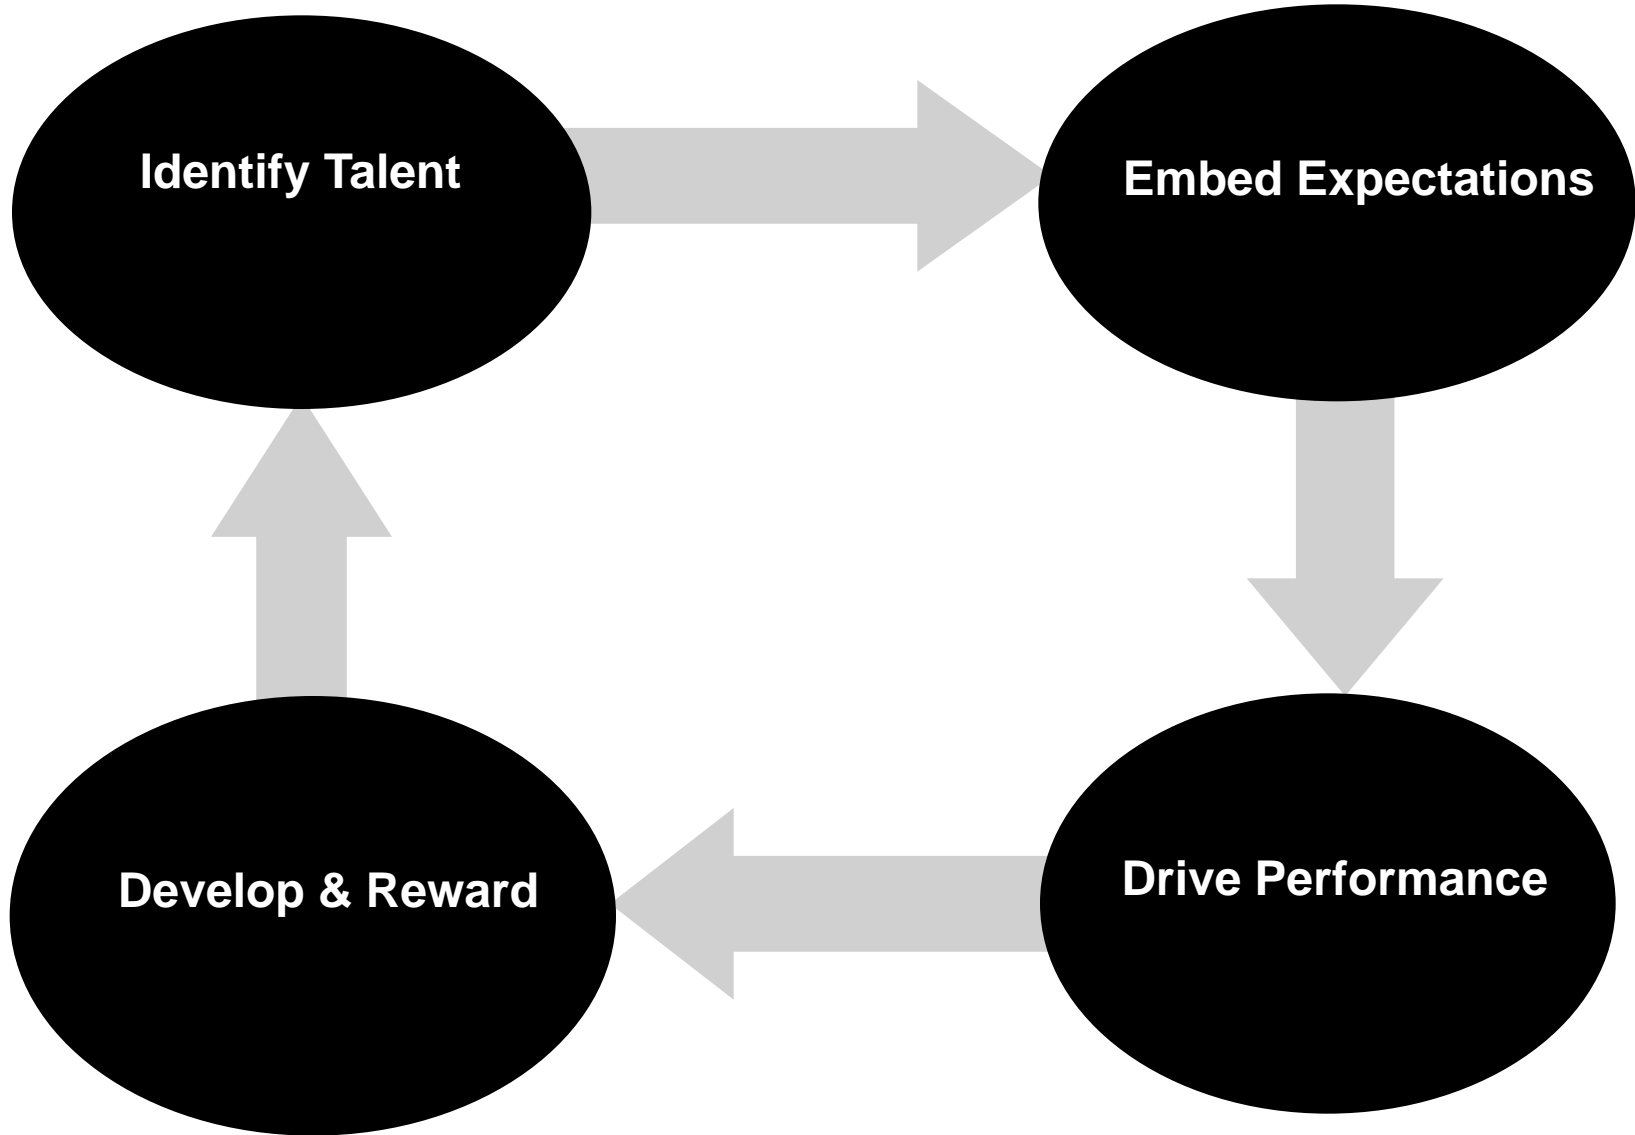 Identify Talent
Embed Expectations
Drive Performance
Develop & Reward